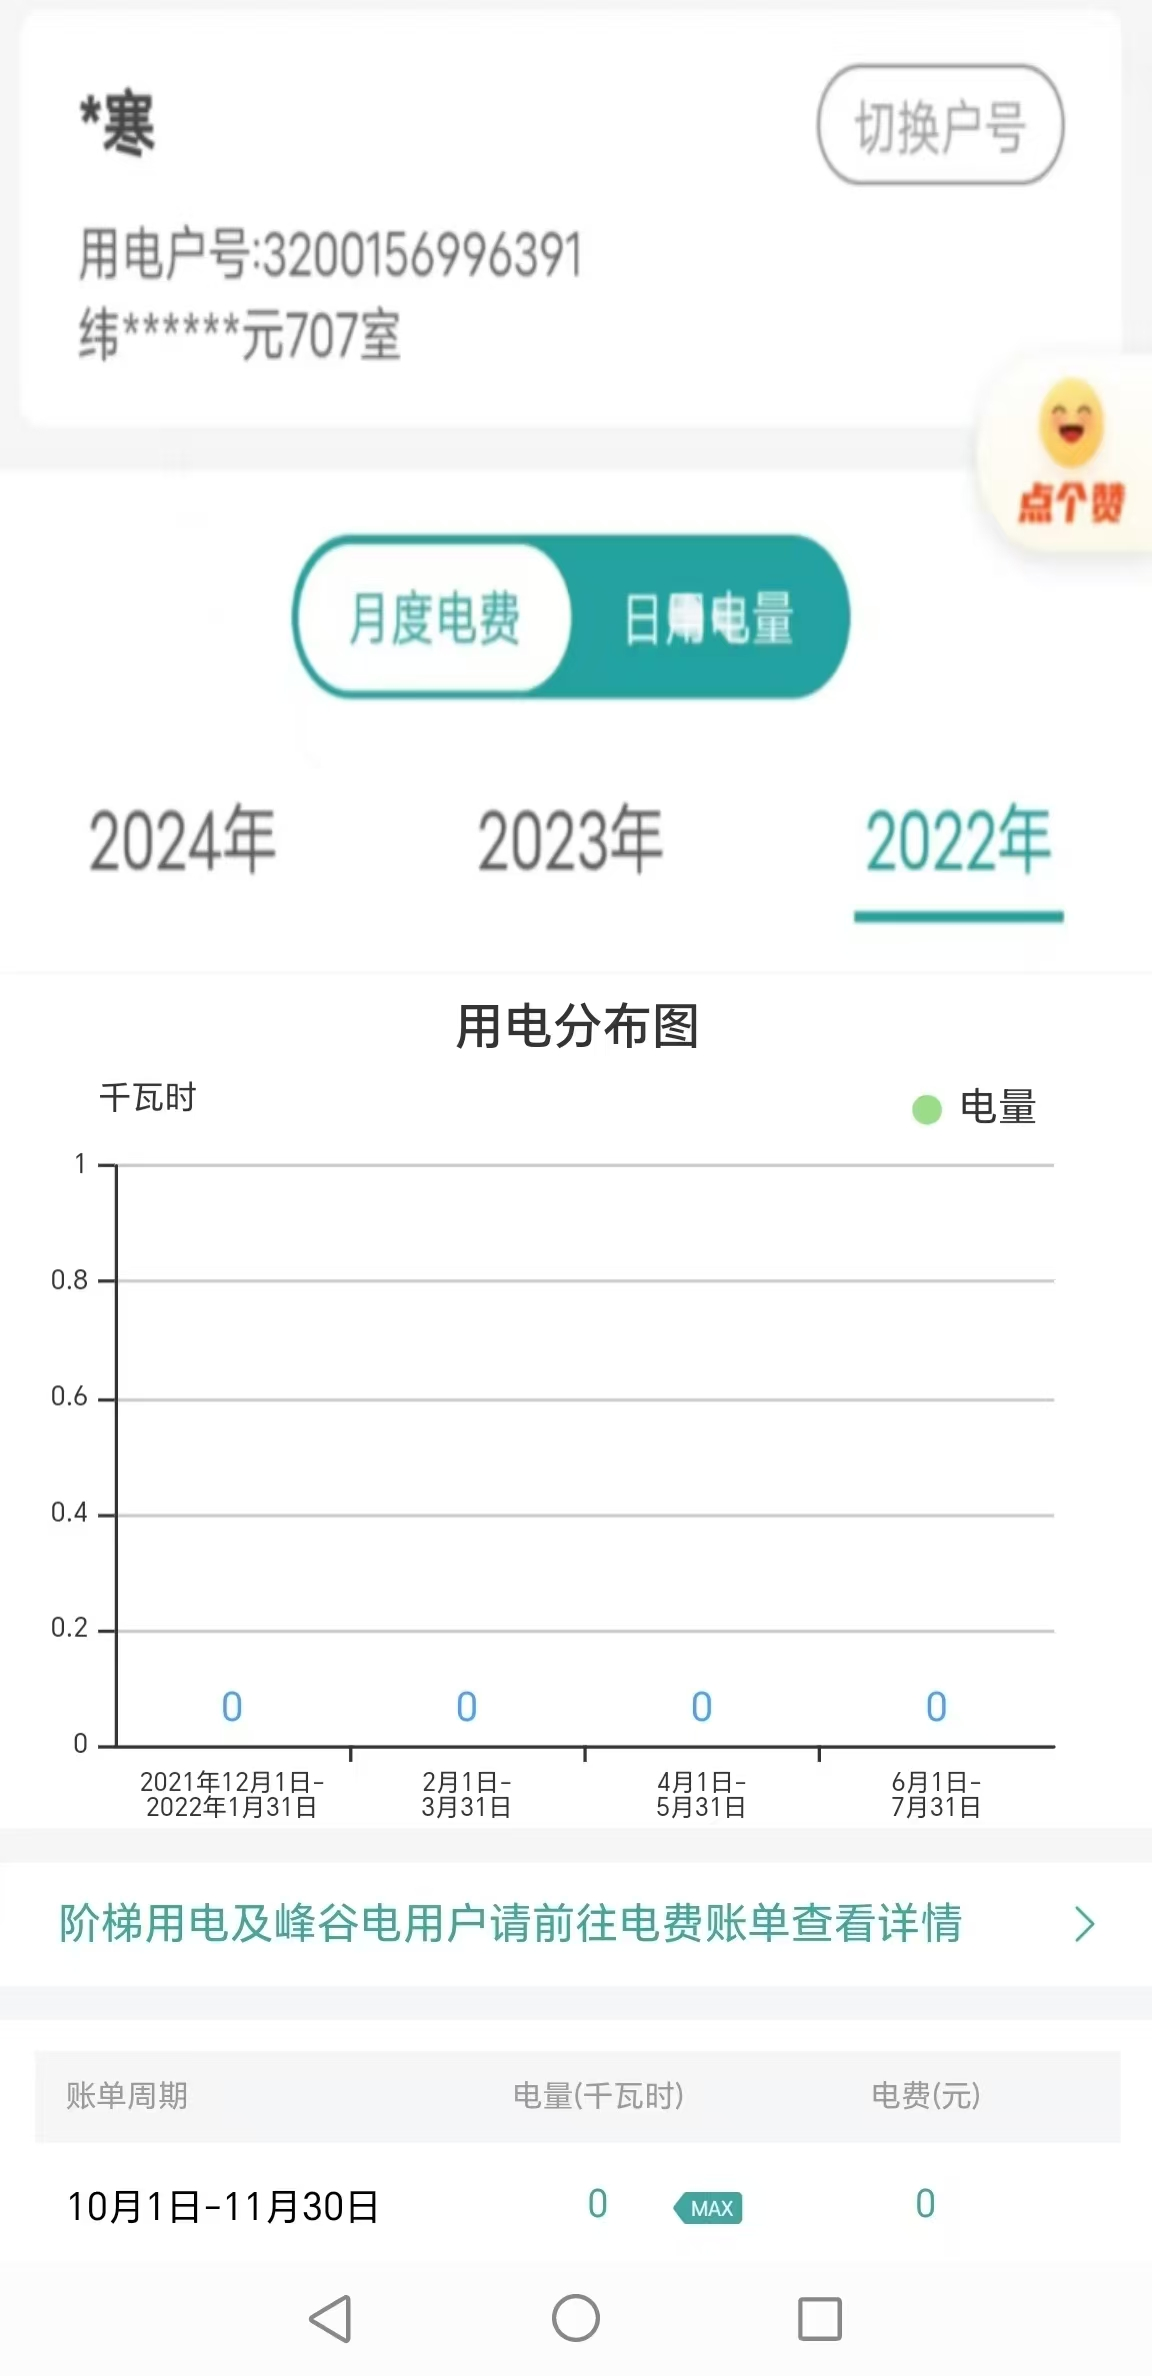 *寒
切换户号
用电户号:3200156996391
纬******元707室
点个赞
月度电费
日用电量
2024年
2023年
2022年
用电分布图
千瓦时
电量
1
0.8
0.6
0.4
0.2
0
0
0
0
0
2021年12月1日-
2022年1月31日
2月1日-
3月31日
4月1日-
5月31日
6月1日-
7月31日
阶梯用电及峰谷电用户请前往电费账单查看详情
账单周期
电量(千瓦时)
电费(元)
10月1日-11月30日
0
MAX
0